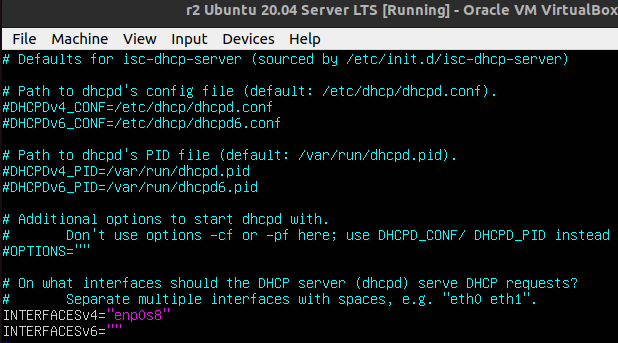 r2 Ubuntu 20.04 Server LTS [Running] - Oracle VM VirtualBox
File Machine View Input Devices Help
# Defaults for isc-dhcp-server (sourced by /etc/init.d/isc-dhcp-server)
# Path to dhcpd's config file (default: /etc/dhcp/dhcpd.conf).
#DHCPDv4_CONF=/etc/dhcp/dhcpd.conf
#DHCPDv6_CONF=/etc/dhcp/dhcpd6.conf
# Path to dhcpd's PID file (default: /var/run/dhcpd.pid).
#DHCPDv4_PID=/var/run/dhcpd.pid
#DHCPDv6_PID=/var/run/dhcpd6.pid
# Additional options to start dhcpd with.
#       Don't use options -cf or -pf here; use DHCPD_CONF/ DHCPD_PID instead
#OPTIONS=""
# On what interfaces should the DHCP server (dhcpd) serve DHCP requests?
#       Separate multiple interfaces with spaces, e.g. "eth0 eth1".
INTERFACESv4="enp0s8"
INTERFACESv6=""